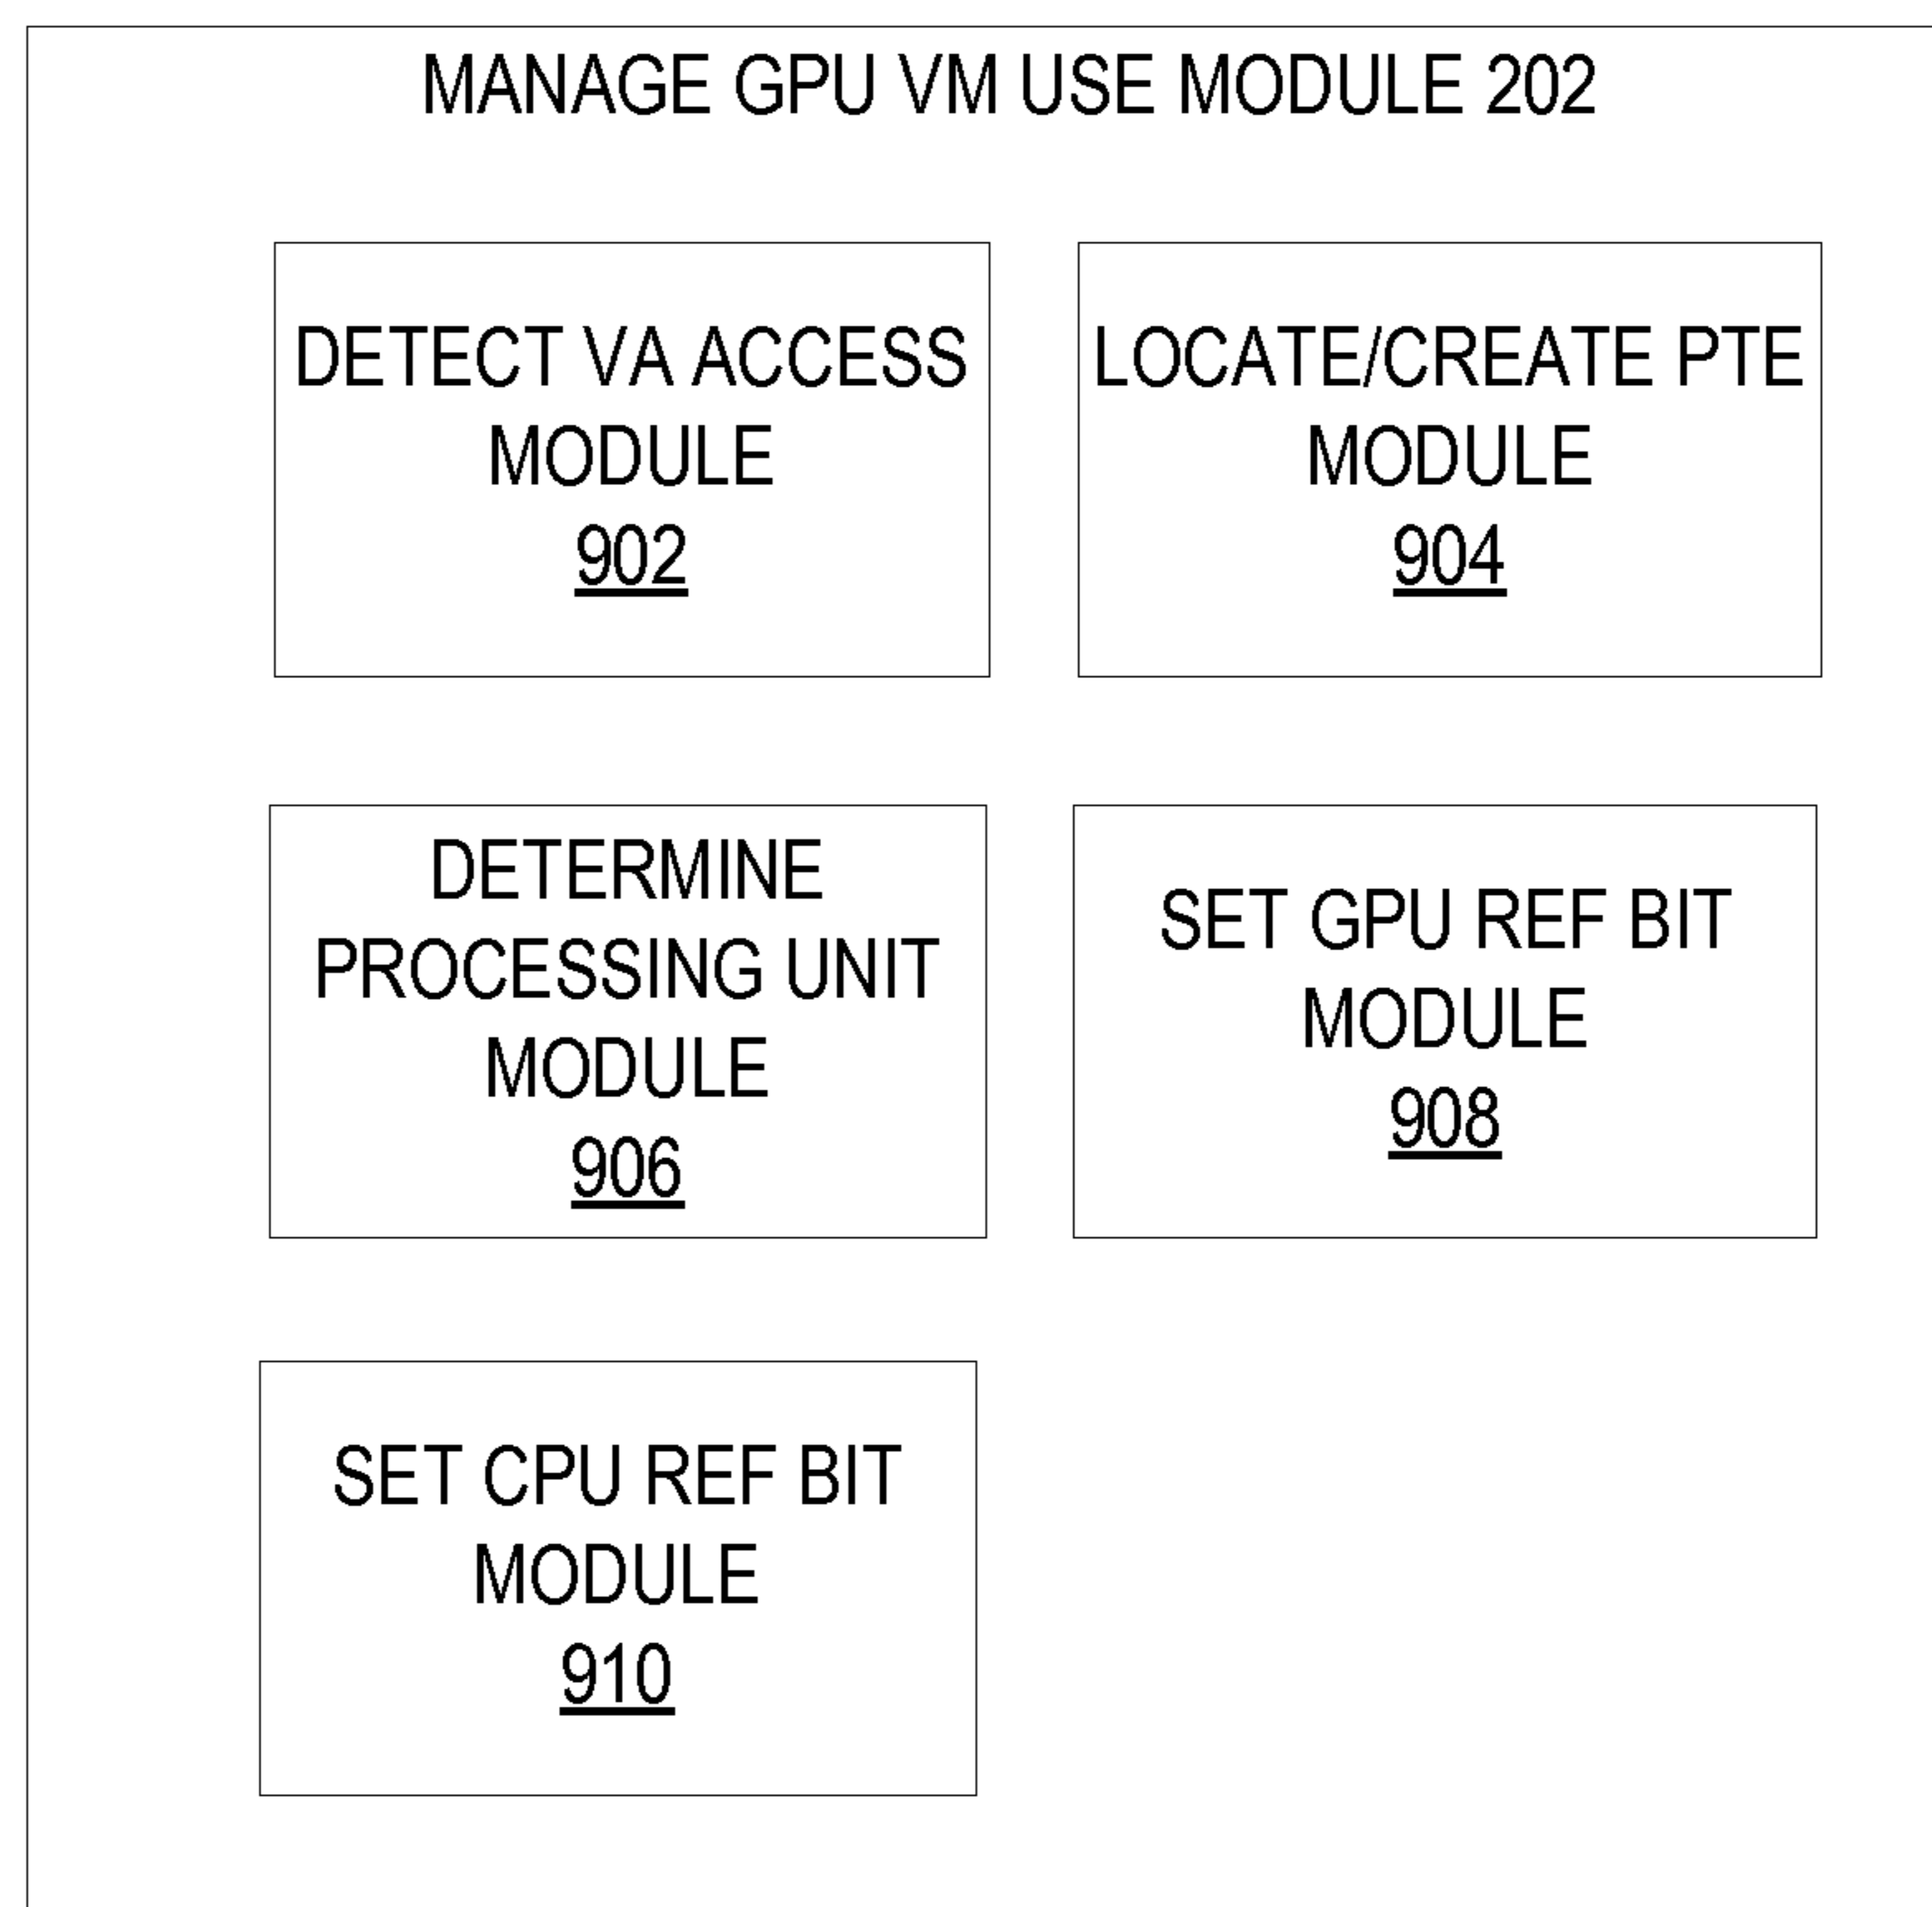 MANAGE GPU VM USE MODULE 202
DETECT VA ACCESS
MODULE
902
LOCATE/CREATE PTE
MODULE
904
DETERMINE
PROCESSING UNIT
MODULE
906
SET GPU REF BIT
MODULE
908
SET CPU REF BIT
MODULE
910